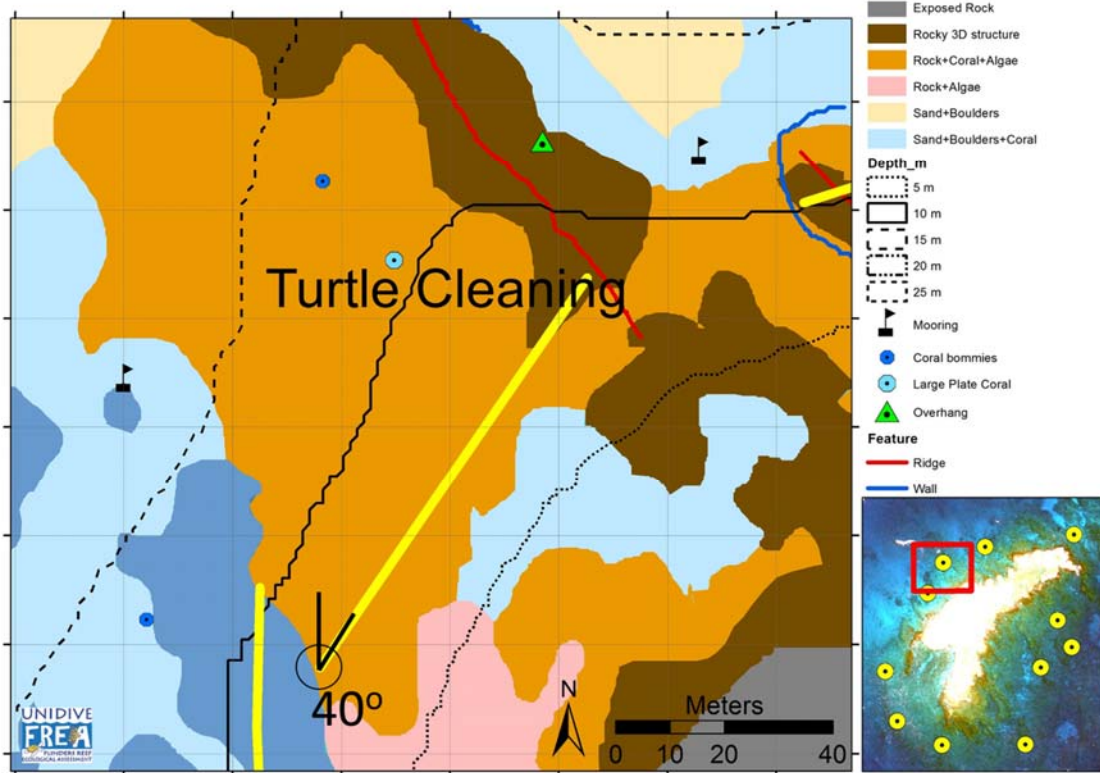 Exposed Rock
Rocky 3D structure
Rock+Coral+Algae
Rock+Algae
Sand+Boulders
Sand+Boulders+Coral
Depth_m
5 m
10 m
15 m
20 m
25 m
Mooring
Coral bommies
Large Plate Coral
Overhang
Feature
Ridge
Wall
Turtle Cleaning
40º
N
Meters
0 10 20 40
UNIDIVE
FREA
FLINDERS REEF
ECOLOGICAL ASSESSMENT